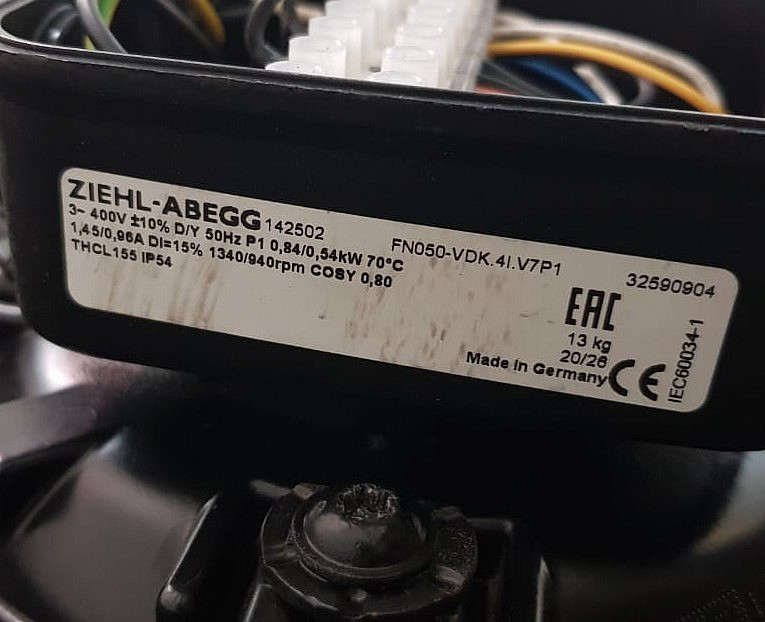 ZIEHL-ABEGG 142502 FN050-VDK.4I.V7P1 32590904
3~ 400V ±10% D/Y 50Hz P1 0,84/0,54kW 70°C
1,45/0,96A DI=15% 1340/940rpm COSY 0,80
THCL155 IP54
EAC
13 kg
20/26
Made in Germany CE
IEC60034-1